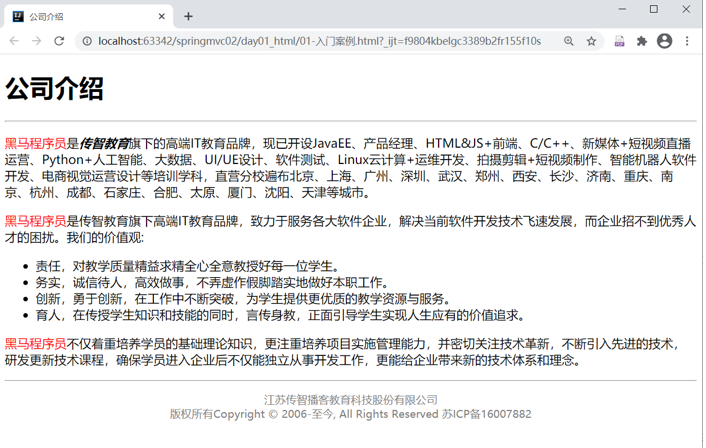 公司介绍
localhost:63342/springmvc02/day01_html/01-入门案例.html?_ijt=f9804kbelgc3389b2fr155f10s
公司介绍
黑马程序员是传智教育旗下的高端IT教育品牌，现已开设JavaEE、产品经理、HTML&JS+前端、C/C++、新媒体+短视频直播
运营、Python+人工智能、大数据、UI/UE设计、软件测试、Linux云计算+运维开发、拍摄剪辑+短视频制作、智能机器人软件
开发、电商视觉运营设计等培训学科，直营分校遍布北京、上海、广州、深圳、武汉、郑州、西安、长沙、济南、重庆、南
京、杭州、成都、石家庄、合肥、太原、厦门、沈阳、天津等城市。
黑马程序员是传智教育旗下高端IT教育品牌，致力于服务各大软件企业，解决当前软件开发技术飞速发展，而企业招不到优秀人
才的困扰。我们的价值观:
责任，对教学质量精益求精全心全意教授好每一位学生。
务实，诚信待人，高效做事，不弄虚作假脚踏实地做好本职工作。
创新，勇于创新，在工作中不断突破，为学生提供更优质的教学资源与服务。
育人，在传授学生知识和技能的同时，言传身教，正面引导学生实现人生应有的价值追求。
黑马程序员不仅着重培养学员的基础理论知识，更注重培养项目实施管理能力，并密切关注技术革新，不断引入先进的技术，
研发更新技术课程，确保学员进入企业后不仅能独立从事开发工作，更能给企业带来新的技术体系和理念。
江苏传智播客教育科技股份有限公司
版权所有Copyright © 2006-至今, All Rights Reserved 苏ICP备16007882